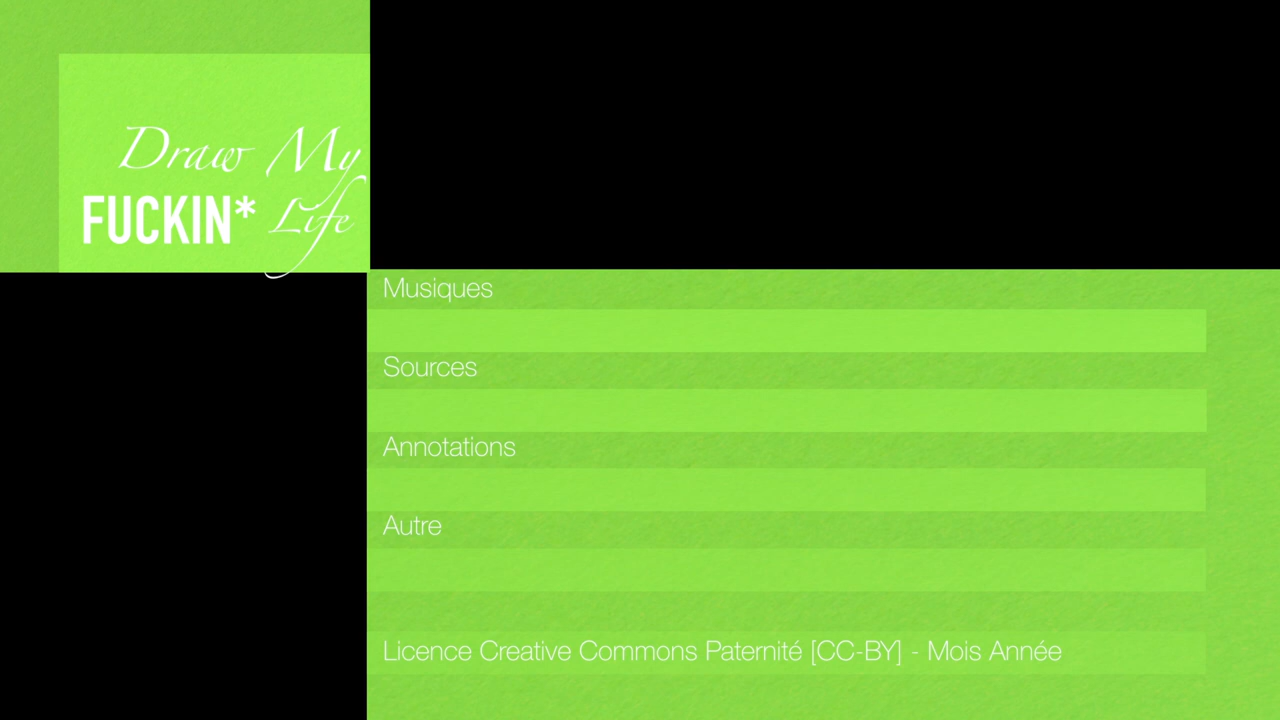 Draw My
FUCKIN* Life
Musiques
Sources
Annotations
Autre
Licence Creative Commons Paternité [CC-BY] - Mois Année